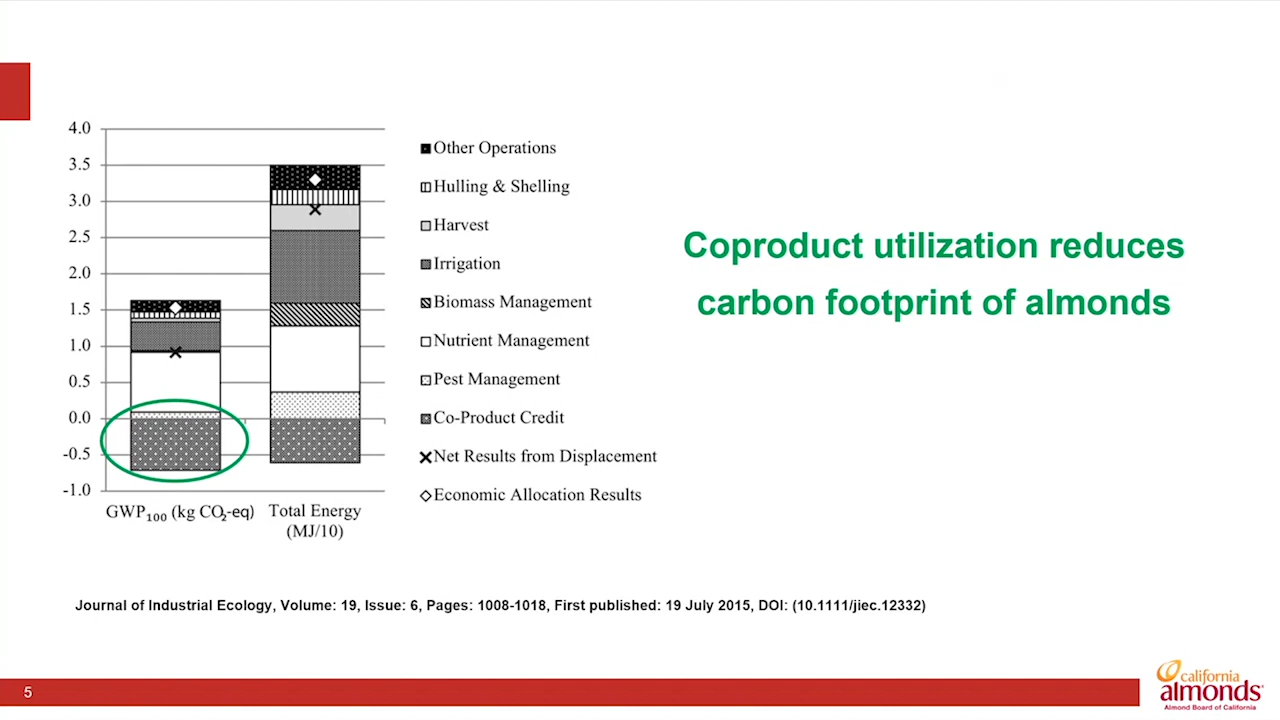 4.0
3.5
3.0
2.5
2.0
1.5
1.0
0.5
0.0
-0.5
-1.0
GWP₁₀₀ (kg CO₂-eq)
Total Energy
(MJ/10)
Other Operations
Hulling & Shelling
Harvest
Irrigation
Biomass Management
Nutrient Management
Pest Management
Co-Product Credit
Net Results from Displacement
Economic Allocation Results
Coproduct utilization reduces
carbon footprint of almonds
Journal of Industrial Ecology, Volume: 19, Issue: 6, Pages: 1008-1018, First published: 19 July 2015, DOI: (10.1111/jiec.12332)
5
california
almonds®
Almond Board of California